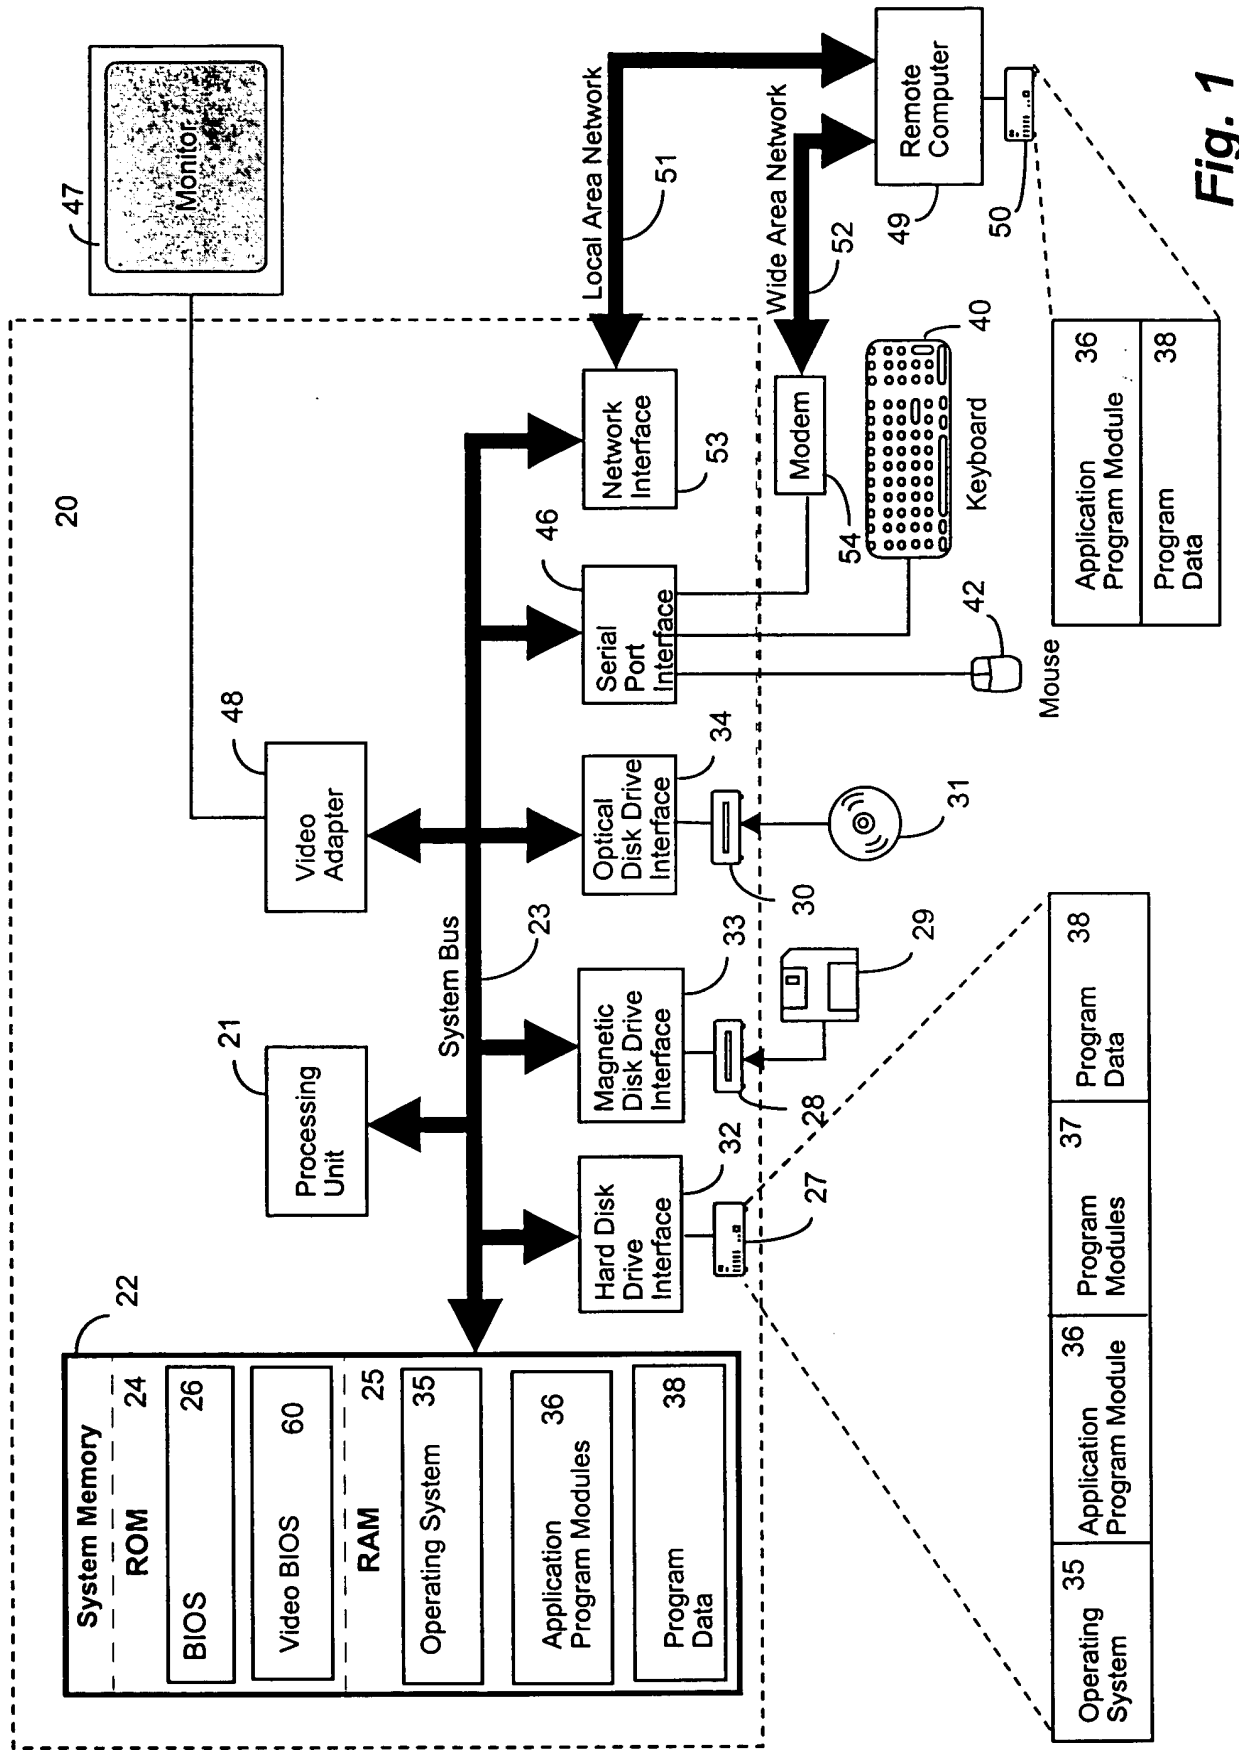 System Memory
22
ROM 24
BIOS 26
Video BIOS 60
RAM 25
Operating System 35
Application
Program Modules
36
Program
Data
38
20
Processing
Unit
21
Video
Adapter
48
47
Monitor
System Bus
23
Hard Disk
Drive
Interface
32
Magnetic
Disk Drive
Interface
33
Optical
Disk Drive
Interface
34
Serial
Port
Interface
46
Network
Interface
53
Local Area Network
51
27
28
30
29
31
Modem
54
Wide Area Network
52
Remote
Computer
49
50
Keyboard
40
Mouse
42
Operating
System
35
Application
Program Module
36
Program
Modules
37
Program
Data
38
Application
Program Module
36
Program
Data
38
Fig. 1